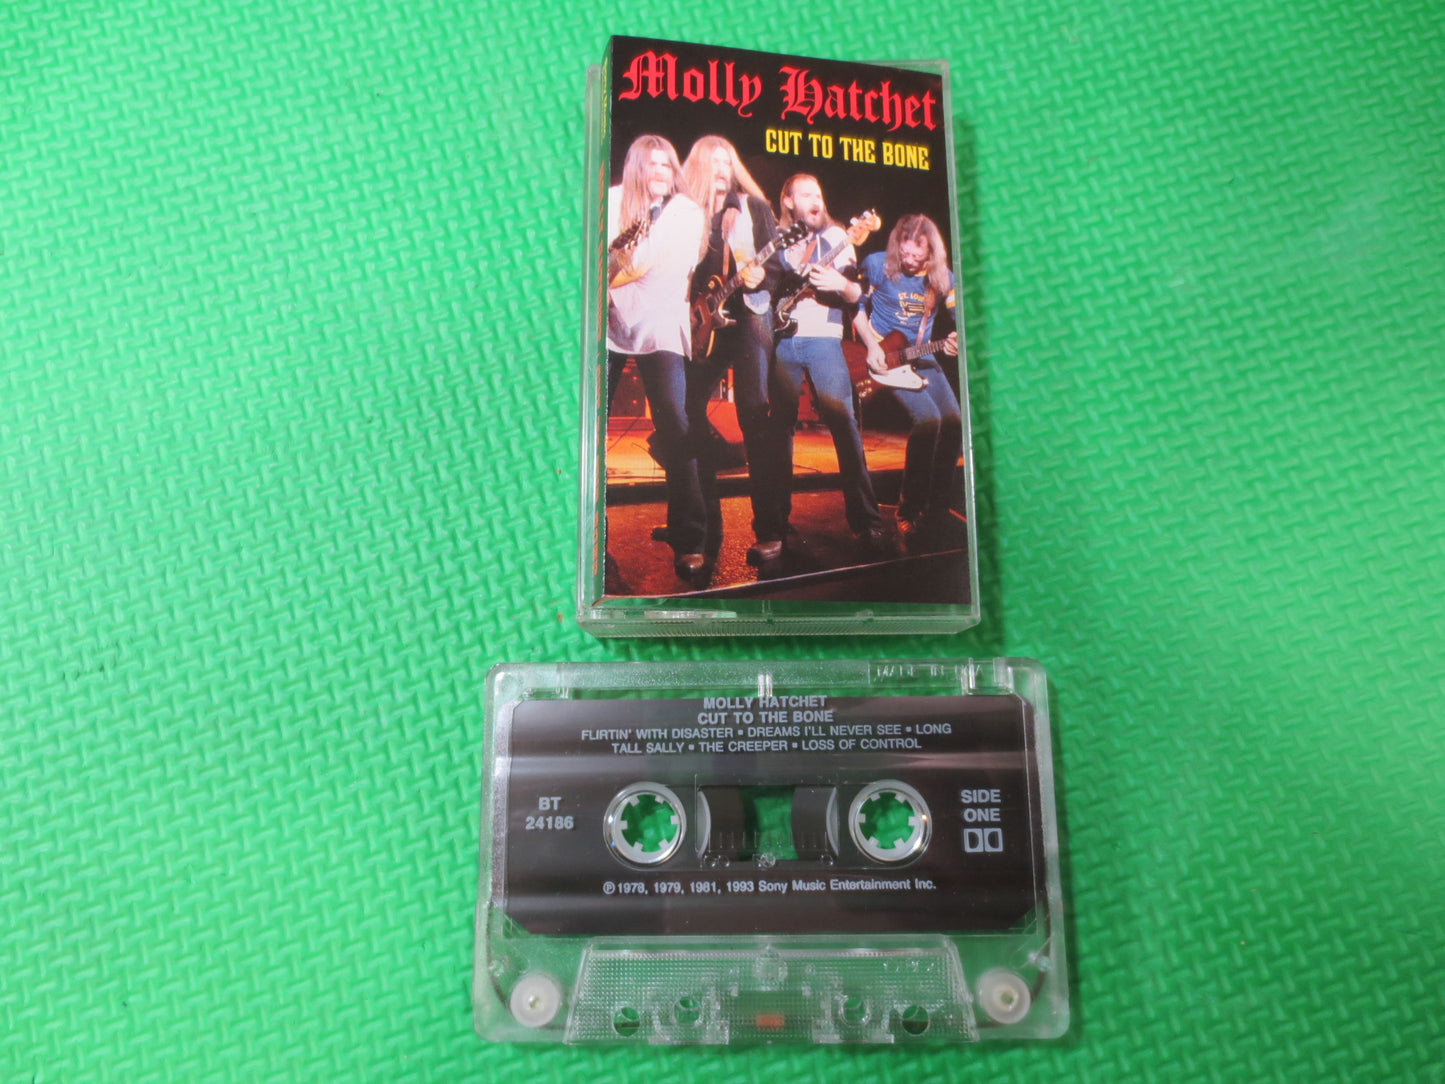 Molly Hatchet
CUT TO THE BONE
ST. LOUIS
MOLLY HATCHET
CUT TO THE BONE
FLIRTIN' WITH DISASTER ▪ DREAMS I'LL NEVER SEE ▪ LONG
TALL SALLY ▪ THE CREEPER ▪ LOSS OF CONTROL
BT
24186
SIDE
ONE
℗ 1978, 1979, 1981, 1993 Sony Music Entertainment Inc.